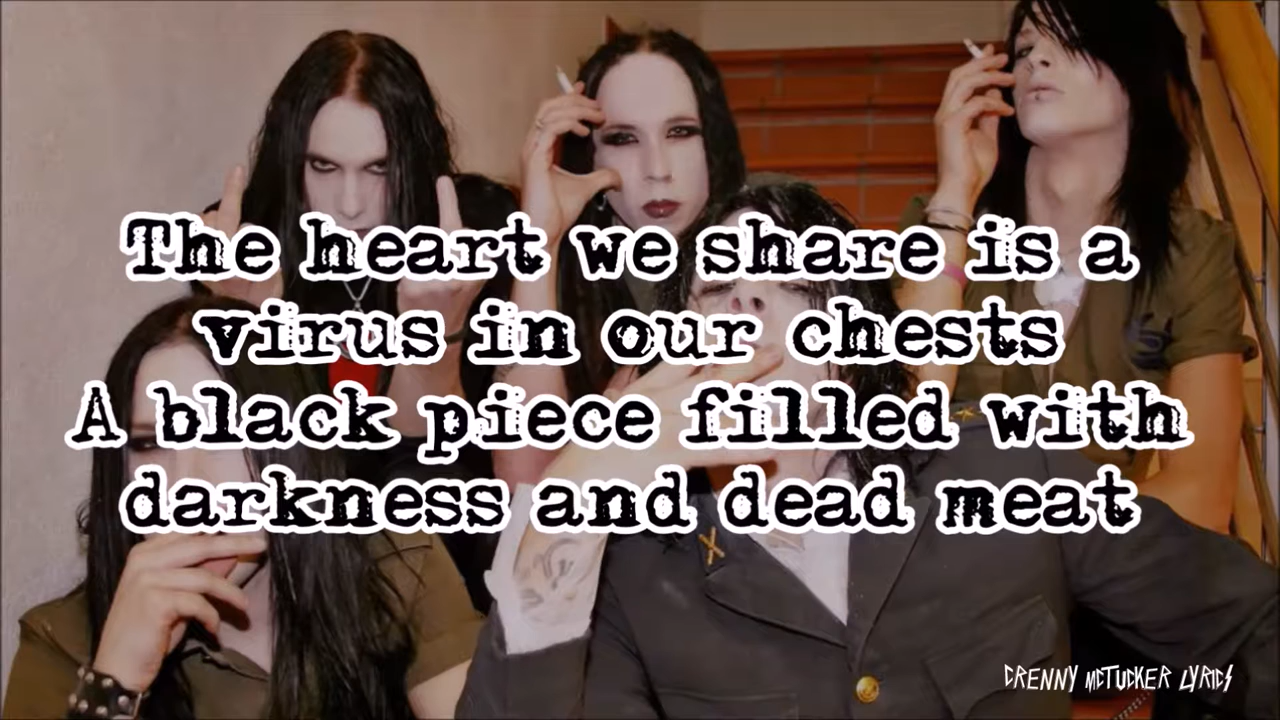 The heart we share is a
virus in our chests
A black piece filled with
darkness and dead meat
CRENNY McTUCKER LYRICS